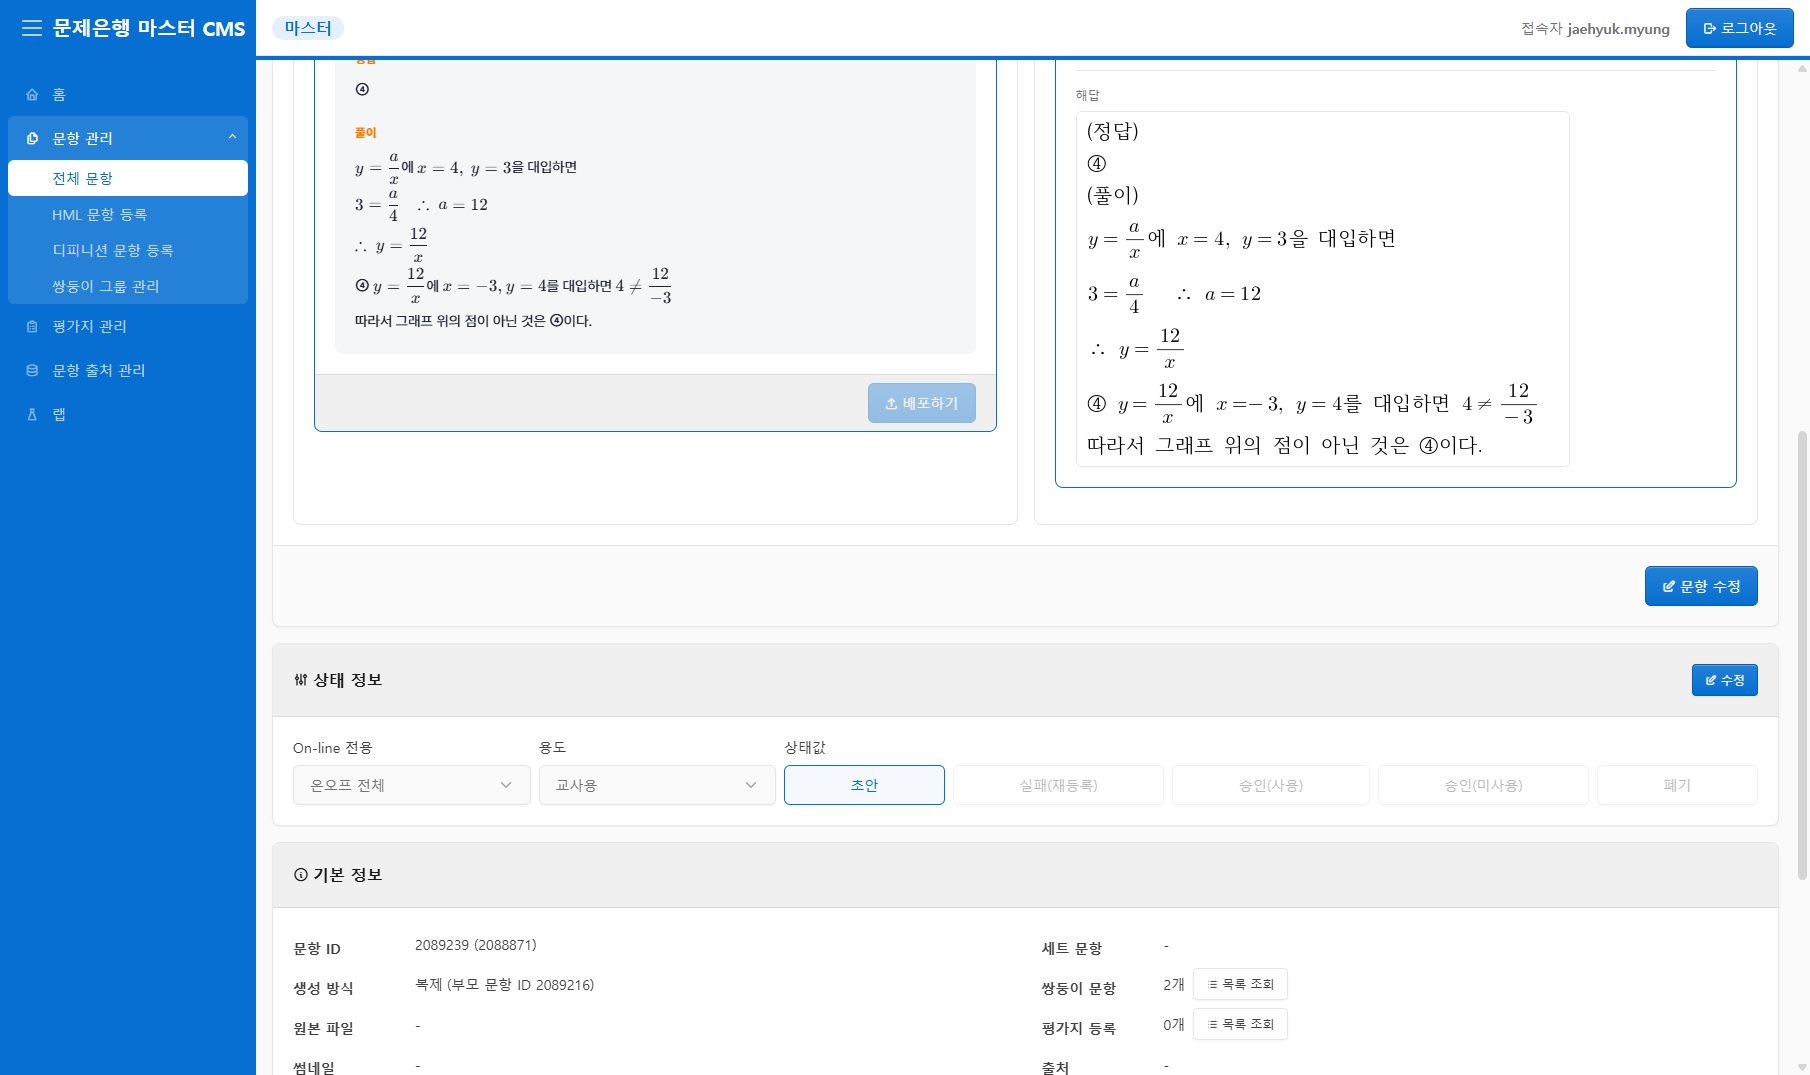 문제은행 마스터 CMS
마스터
접속자 jaehyuk.myung
로그아웃
홈
문항 관리
전체 문항
HML 문항 등록
디피니션 문항 등록
쌍둥이 그룹 관리
평가지 관리
문항 출처 관리
랩
④
풀이
y = a/x에 x = 4, y = 3을 대입하면
3 = a/4 ∴ a = 12
∴ y = 12/x
④ y = 12/x에 x = −3, y = 4를 대입하면 4 ≠ 12/−3
따라서 그래프 위의 점이 아닌 것은 ④이다.
배포하기
해답
(정답)
④
(풀이)
y = a/x에 x = 4, y = 3을 대입하면
3 = a/4 ∴ a = 12
∴ y = 12/x
④ y = 12/x에 x =− 3, y = 4를 대입하면 4 ≠ 12/− 3
따라서 그래프 위의 점이 아닌 것은 ④이다.
문항 수정
상태 정보
수정
On-line 전용
용도
상태값
온오프 전체
교사용
초안
실패(재등록)
승인(사용)
승인(미사용)
폐기
기본 정보
문항 ID 2089239 (2088871)
세트 문항 -
생성 방식 복제 (부모 문항 ID 2089216)
쌍둥이 문항 2개 목록 조회
원본 파일 -
평가지 등록 0개 목록 조회
썸네일 -
출처 -